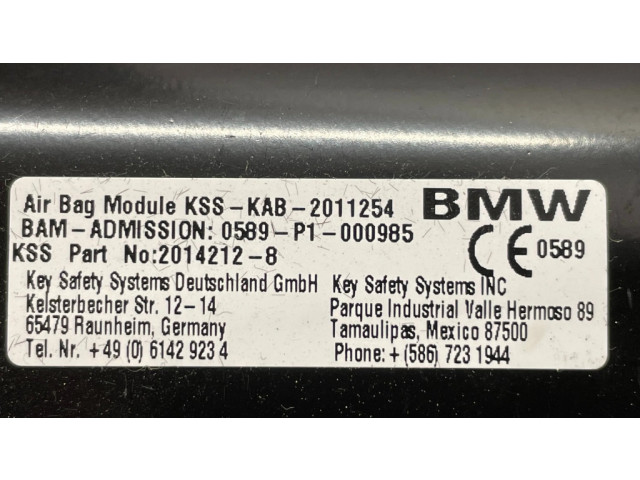 Air Bag Module KSS-KAB-2011254 BMW
BAM-ADMISSION: 0589-P1-000985
KSS Part No:2014212-8 CE 0589
Key Safety Systems Deutschland GmbH
Kelsterbecher Str. 12-14
65479 Raunheim, Germany
Tel. Nr. +49 (0) 6142 923 4
Key Safety Systems INC
Parque Industrial Valle Hermoso 89
Tamaulipas, Mexico 87500
Phone: + (586) 723 1944